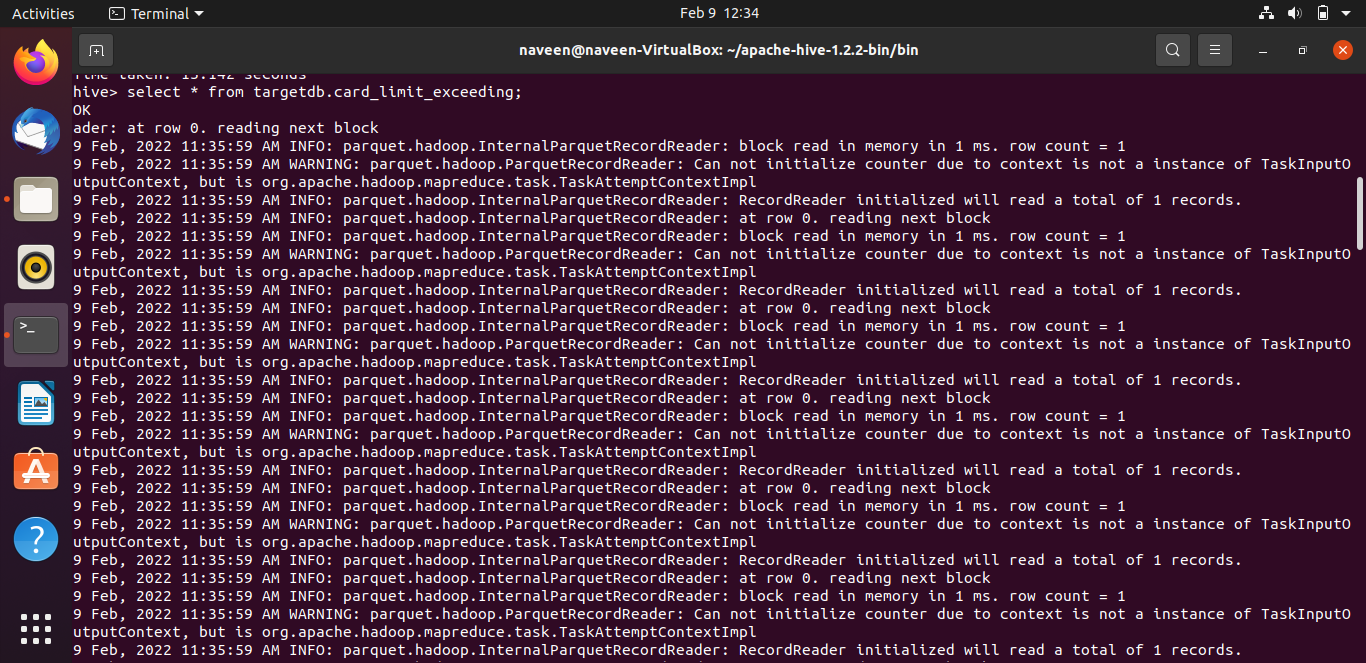 Activities
Terminal
Feb 9 12:34
naveen@naveen-VirtualBox: ~/apache-hive-1.2.2-bin/bin
Time taken: 15.142 seconds
hive> select * from targetdb.card_limit_exceeding;
OK
ader: at row 0. reading next block
9 Feb, 2022 11:35:59 AM INFO: parquet.hadoop.InternalParquetRecordReader: block read in memory in 1 ms. row count = 1
9 Feb, 2022 11:35:59 AM WARNING: parquet.hadoop.ParquetRecordReader: Can not initialize counter due to context is not a instance of TaskInputO
utputContext, but is org.apache.hadoop.mapreduce.task.TaskAttemptContextImpl
9 Feb, 2022 11:35:59 AM INFO: parquet.hadoop.InternalParquetRecordReader: RecordReader initialized will read a total of 1 records.
9 Feb, 2022 11:35:59 AM INFO: parquet.hadoop.InternalParquetRecordReader: at row 0. reading next block
9 Feb, 2022 11:35:59 AM INFO: parquet.hadoop.InternalParquetRecordReader: block read in memory in 1 ms. row count = 1
9 Feb, 2022 11:35:59 AM WARNING: parquet.hadoop.ParquetRecordReader: Can not initialize counter due to context is not a instance of TaskInputO
utputContext, but is org.apache.hadoop.mapreduce.task.TaskAttemptContextImpl
9 Feb, 2022 11:35:59 AM INFO: parquet.hadoop.InternalParquetRecordReader: RecordReader initialized will read a total of 1 records.
9 Feb, 2022 11:35:59 AM INFO: parquet.hadoop.InternalParquetRecordReader: at row 0. reading next block
9 Feb, 2022 11:35:59 AM INFO: parquet.hadoop.InternalParquetRecordReader: block read in memory in 1 ms. row count = 1
9 Feb, 2022 11:35:59 AM WARNING: parquet.hadoop.ParquetRecordReader: Can not initialize counter due to context is not a instance of TaskInputO
utputContext, but is org.apache.hadoop.mapreduce.task.TaskAttemptContextImpl
9 Feb, 2022 11:35:59 AM INFO: parquet.hadoop.InternalParquetRecordReader: RecordReader initialized will read a total of 1 records.
9 Feb, 2022 11:35:59 AM INFO: parquet.hadoop.InternalParquetRecordReader: at row 0. reading next block
9 Feb, 2022 11:35:59 AM INFO: parquet.hadoop.InternalParquetRecordReader: block read in memory in 1 ms. row count = 1
9 Feb, 2022 11:35:59 AM WARNING: parquet.hadoop.ParquetRecordReader: Can not initialize counter due to context is not a instance of TaskInputO
utputContext, but is org.apache.hadoop.mapreduce.task.TaskAttemptContextImpl
9 Feb, 2022 11:35:59 AM INFO: parquet.hadoop.InternalParquetRecordReader: RecordReader initialized will read a total of 1 records.
9 Feb, 2022 11:35:59 AM INFO: parquet.hadoop.InternalParquetRecordReader: at row 0. reading next block
9 Feb, 2022 11:35:59 AM INFO: parquet.hadoop.InternalParquetRecordReader: block read in memory in 1 ms. row count = 1
9 Feb, 2022 11:35:59 AM WARNING: parquet.hadoop.ParquetRecordReader: Can not initialize counter due to context is not a instance of TaskInputO
utputContext, but is org.apache.hadoop.mapreduce.task.TaskAttemptContextImpl
9 Feb, 2022 11:35:59 AM INFO: parquet.hadoop.InternalParquetRecordReader: RecordReader initialized will read a total of 1 records.
9 Feb, 2022 11:35:59 AM INFO: parquet.hadoop.InternalParquetRecordReader: at row 0. reading next block
9 Feb, 2022 11:35:59 AM INFO: parquet.hadoop.InternalParquetRecordReader: block read in memory in 1 ms. row count = 1
9 Feb, 2022 11:35:59 AM WARNING: parquet.hadoop.ParquetRecordReader: Can not initialize counter due to context is not a instance of TaskInputO
utputContext, but is org.apache.hadoop.mapreduce.task.TaskAttemptContextImpl
9 Feb, 2022 11:35:59 AM INFO: parquet.hadoop.InternalParquetRecordReader: RecordReader initialized will read a total of 1 records.